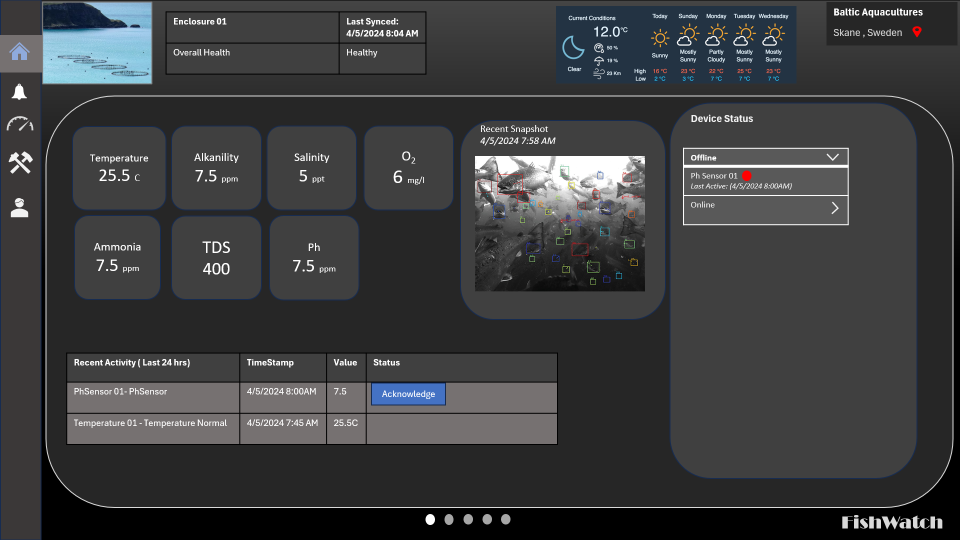 Enclosure 01
Last Synced:
4/5/2024 8:04 AM
Overall Health
Healthy
Current Conditions
12.0°C
90 %
19 %
23 Km
Clear
Today Sunday Monday Tuesday Wednesday
Sunny
Mostly Sunny
Partly Cloudy
Mostly Sunny
Mostly Sunny
High 18 °C 23 °C 22 °C 25 °C 23 °C
Low 2 °C 3 °C 7 °C 7 °C 7 °C
Baltic Aquacultures
Skane , Sweden
Temperature
25.5 C
Alkanility
7.5 ppm
Salinity
5 ppt
O2
6 mg/l
Ammonia
7.5 ppm
TDS
400
Ph
7.5 ppm
Recent Snapshot
4/5/2024 7:58 AM
Device Status
Offline
Ph Sensor 01
Last Active: (4/5/2024 8:00AM)
Online
Recent Activity ( Last 24 hrs) TimeStamp Value Status
PhSensor 01- PhSensor 4/5/2024 8:00AM 7.5 Acknowledge
Temperature 01 - Temperature Normal 4/5/2024 7:45 AM 25.5C
FishWatch